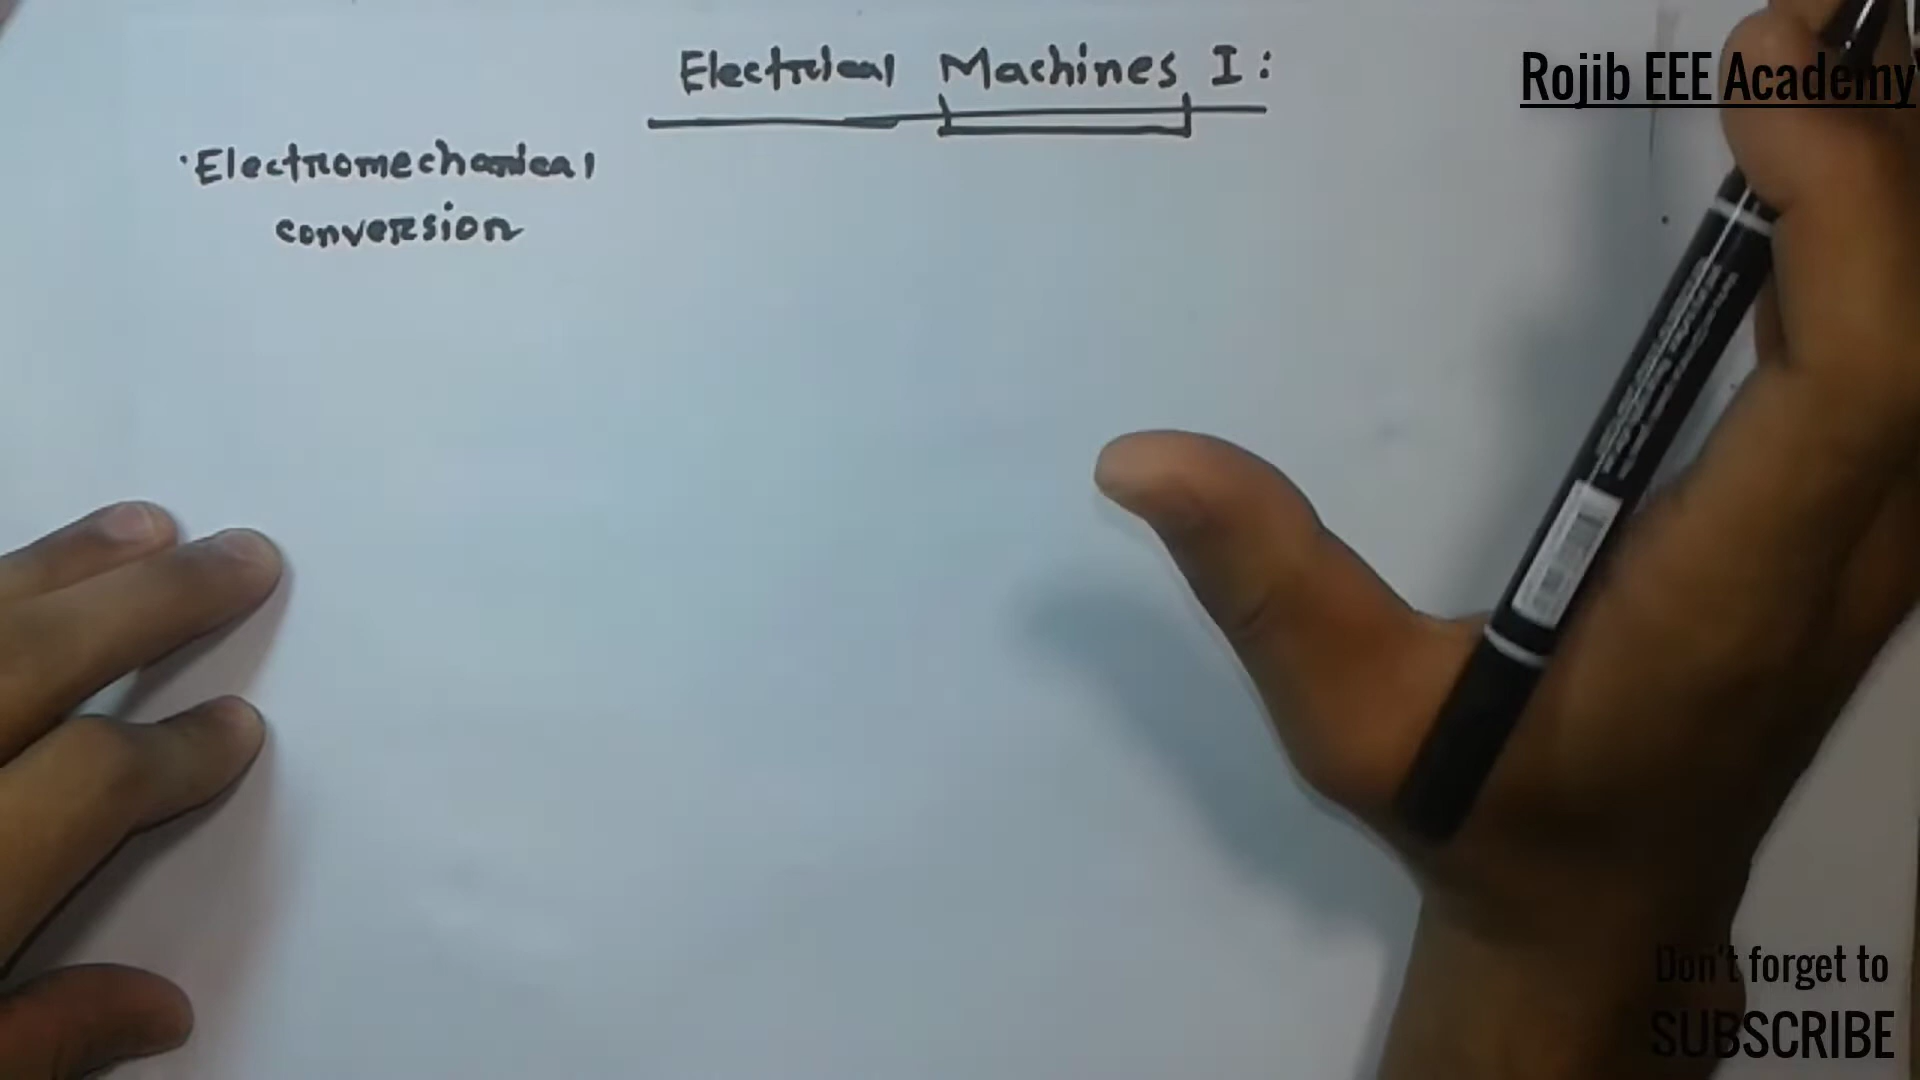 Electrical Machines I:
Rojib EEE Academy
·Electromechanical
conversion
Don't forget to
SUBSCRIBE